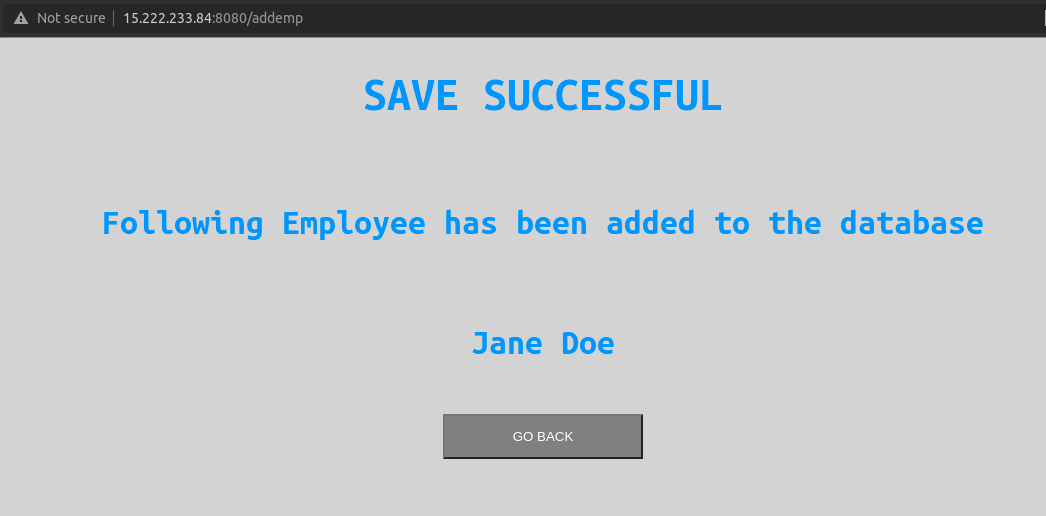 Not secure 15.222.233.84:8080/addemp
SAVE SUCCESSFUL
Following Employee has been added to the database
Jane Doe
GO BACK